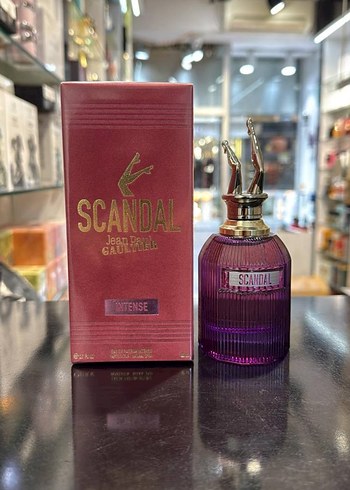 SCANDAL
Jean Paul
GAULTIER
INTENSE
SCANDAL